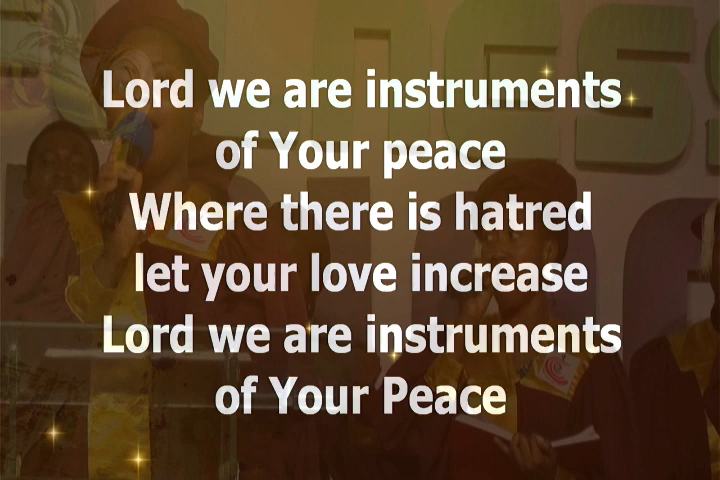 Lord we are instruments
of Your peace
Where there is hatred
let your love increase
Lord we are instruments
of Your Peace